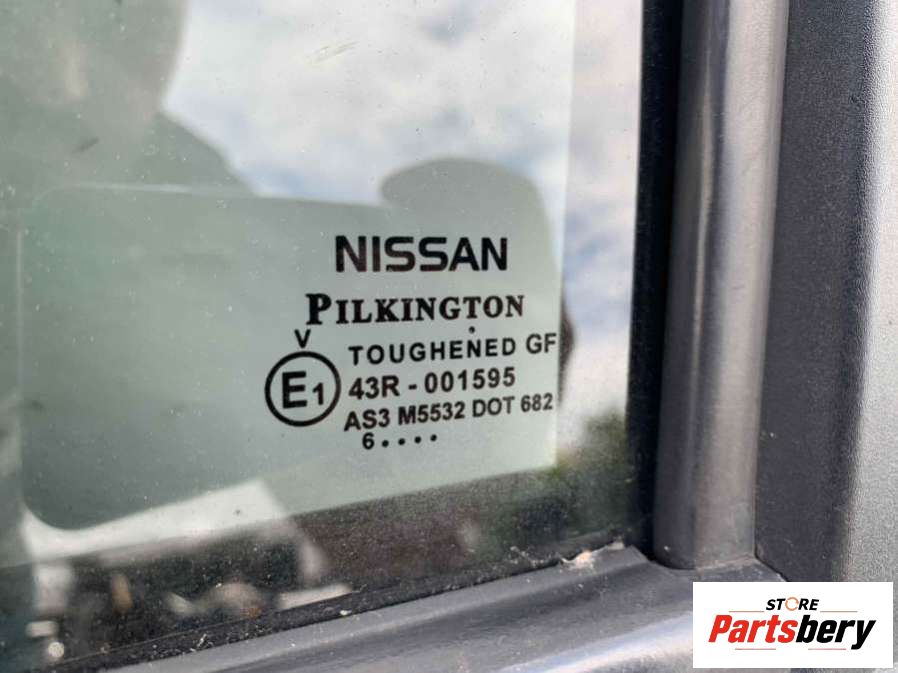 NISSAN
PILKINGTON
V
TOUGHENED GF
E1
43R - 001595
AS3 M5532 DOT 682
6••••
STORE
Partsbery